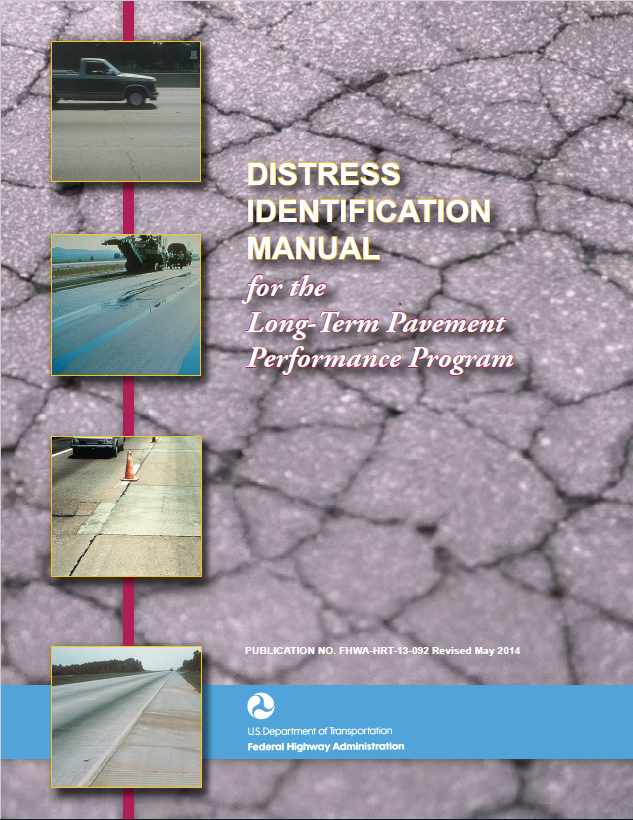 DISTRESS
IDENTIFICATION
MANUAL
for the
Long-Term Pavement
Performance Program
PUBLICATION NO. FHWA-HRT-13-092 Revised May 2014
U.S. Department of Transportation
Federal Highway Administration